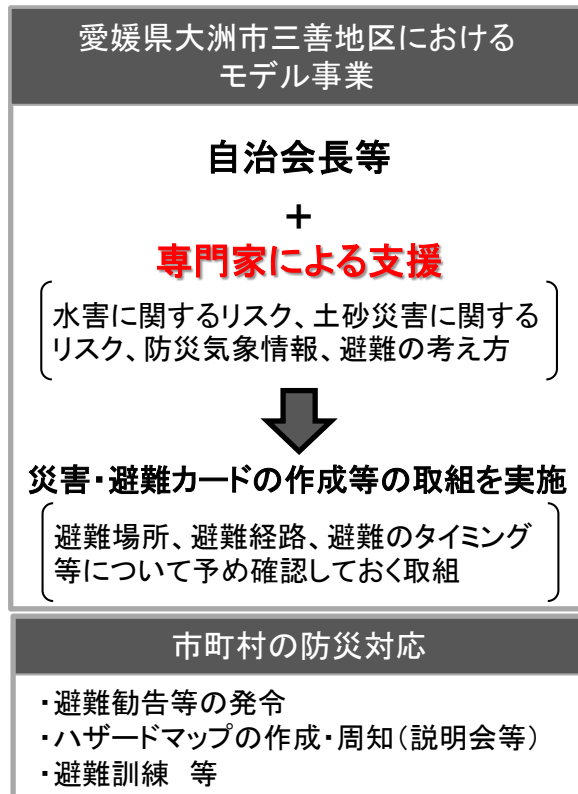 愛媛県大洲市三善地区における
モデル事業
自治会長等
+
専門家による支援
水害に関するリスク、土砂災害に関する
リスク、防災気象情報、避難の考え方
災害・避難カードの作成等の取組を実施
避難場所、避難経路、避難のタイミング
等について予め確認しておく取組
市町村の防災対応
・避難勧告等の発令
・ハザードマップの作成・周知(説明会等)
・避難訓練 等